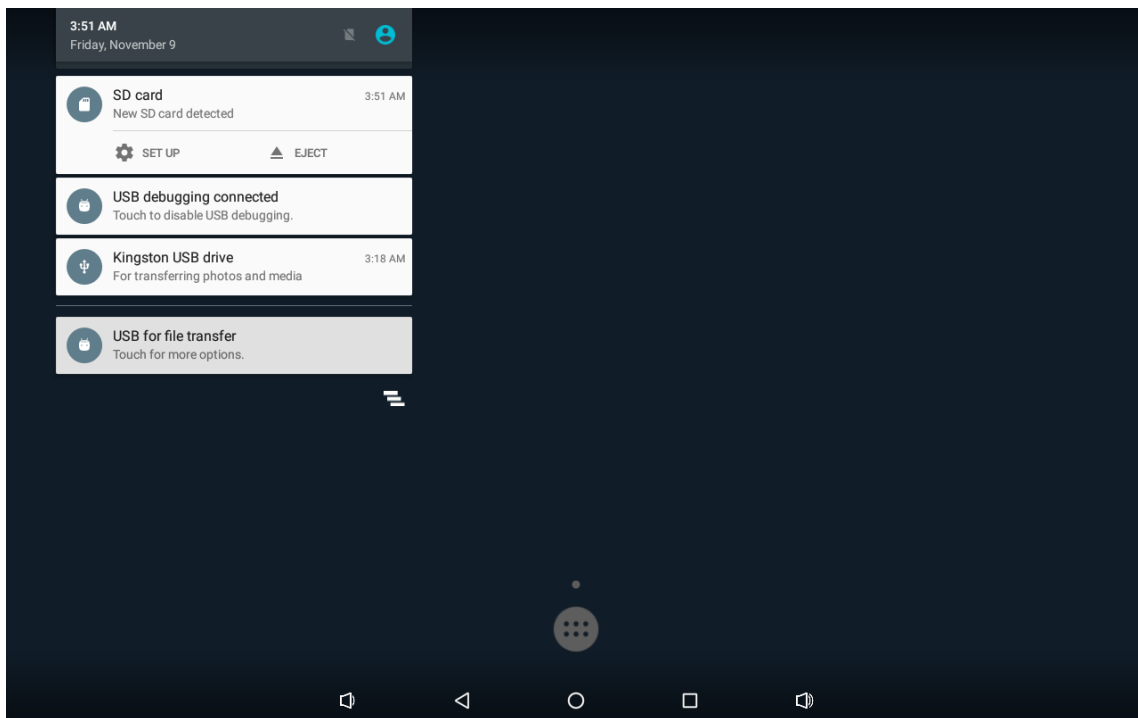 3:51 AM
Friday, November 9
SD card 3:51 AM
New SD card detected
SET UP EJECT
USB debugging connected
Touch to disable USB debugging.
Kingston USB drive 3:18 AM
For transferring photos and media
USB for file transfer
Touch for more options.